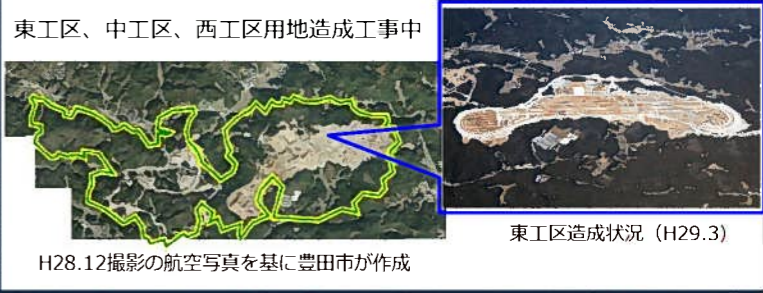 東工区、中工区、西工区用地造成工事中
東工区造成状況（H29.3）
H28.12撮影の航空写真を基に豊田市が作成